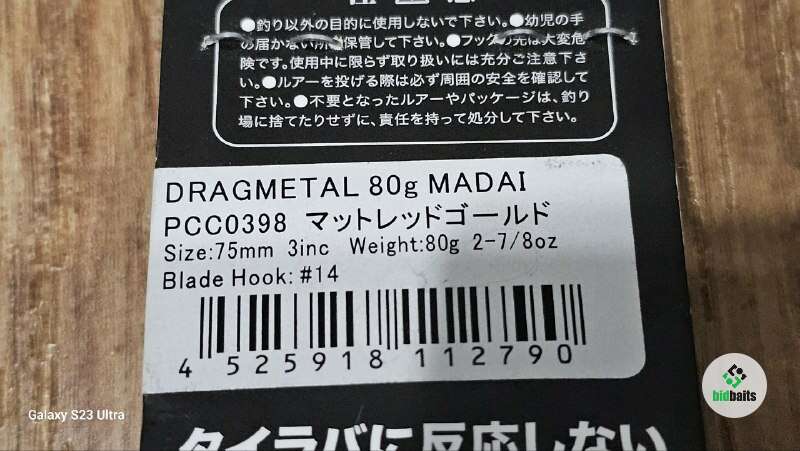 ●釣り以外の目的に使用しないで下さい。●幼児の手
の届かない所に保管して下さい。●フックの先は大変危
険です。使用中に限らず取り扱いには充分ご注意下さ
い。●ルアーを投げる際は必ず周囲の安全を確認して
下さい。●不要となったルアーやパッケージは、釣り
場に捨てたりせずに、責任を持って処分して下さい。
DRAGMETAL 80g MADAI
PCC0398 マットレッドゴールド
Size:75mm 3inc Weight:80g 2-7/8oz
Blade Hook: #14
4 525918 112790
bidbaits
Galaxy S23 Ultra
タイラバに反応しない